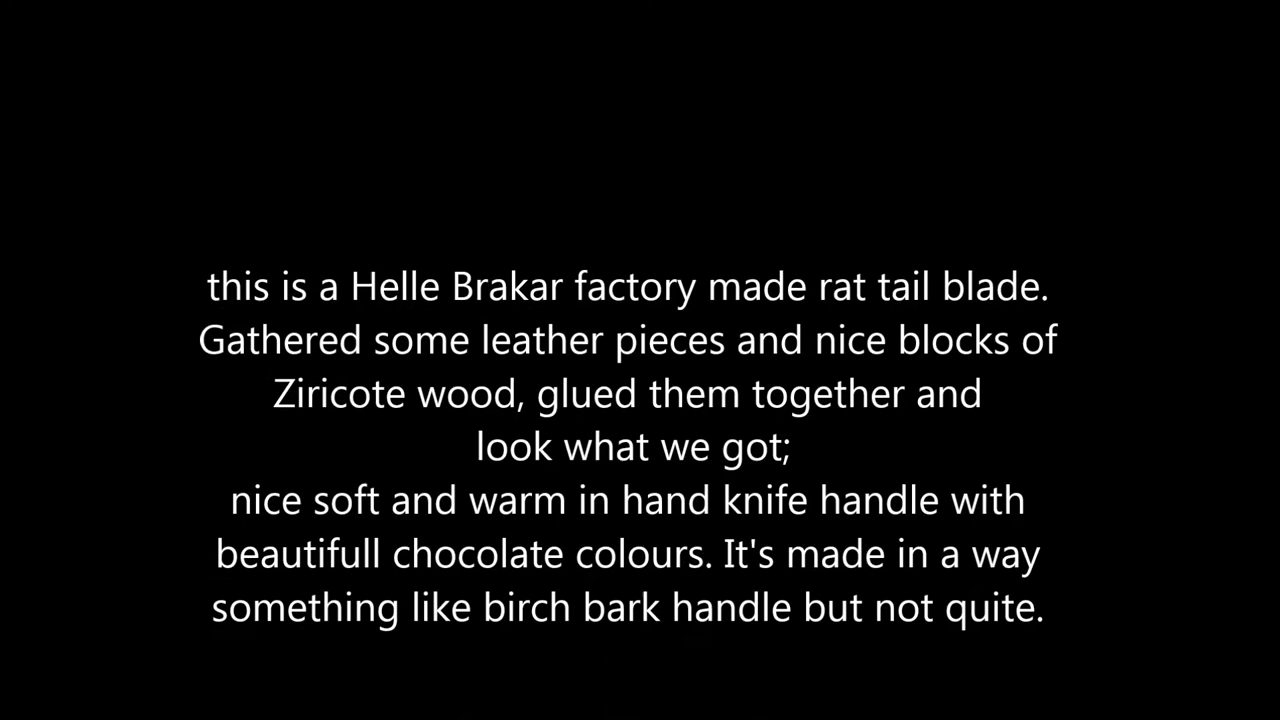 this is a Helle Brakar factory made rat tail blade.
Gathered some leather pieces and nice blocks of
Ziricote wood, glued them together and
look what we got;
nice soft and warm in hand knife handle with
beautifull chocolate colours. It's made in a way
something like birch bark handle but not quite.